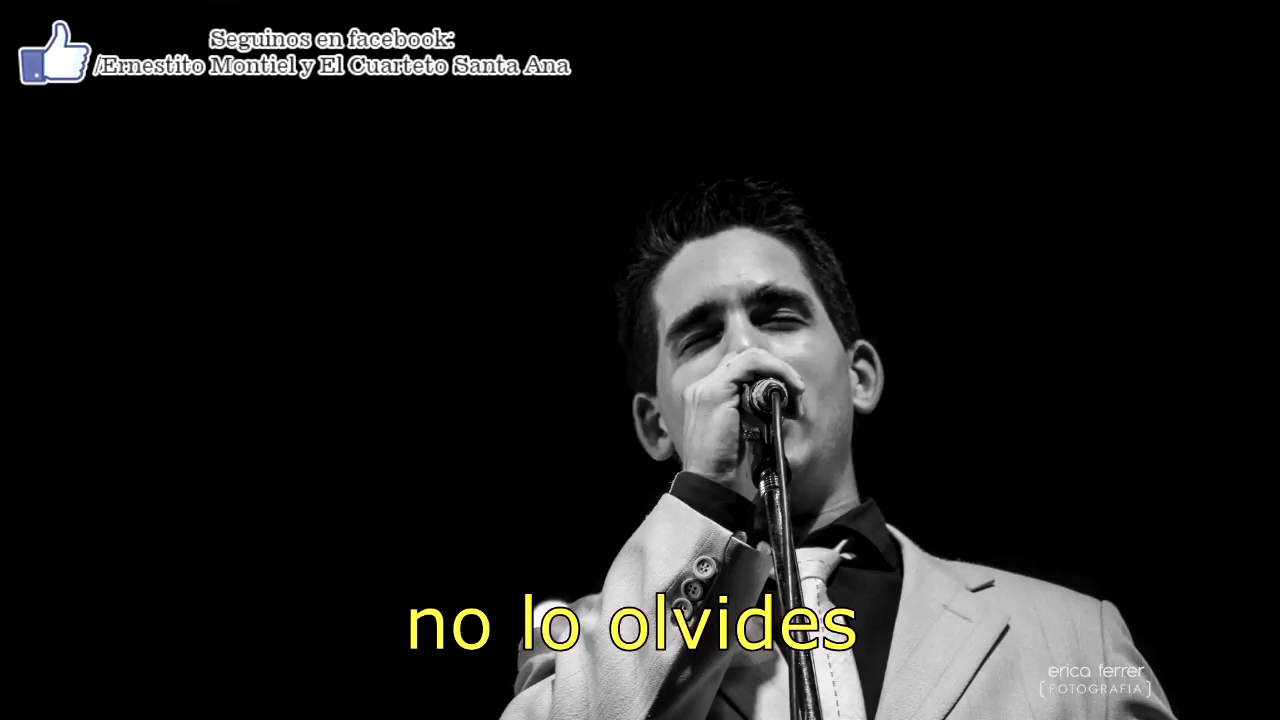 Seguinos en facebook:
/Ernestito Montiel y El Cuarteto Santa Ana
no lo olvides
erica ferrer
[FOTOGRAFIA]